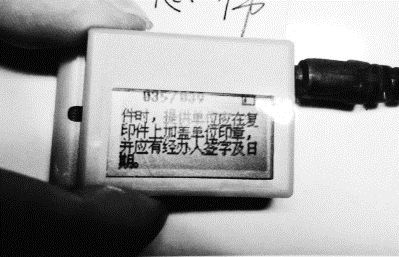 035/039
件时，提供单位应在复
印件上加盖单位印章，
并应有经办人签字及日
期。